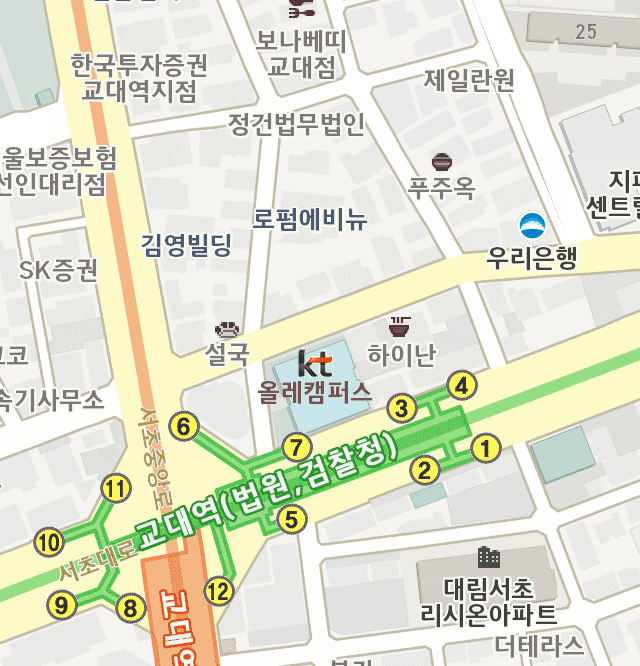 25
보나베띠
교대점
한국투자증권
교대역지점
제일란원
정건법무법인
울보증보험
선인대리점
푸주옥
로펌에비뉴
김영빌딩
우리은행
SK증권
설국
kt
올레캠퍼스
하이난
속기사무소
서초중앙로
교대역(법원,검찰청)
서초대로
6
7
3
4
1
2
5
11
10
9
8
12
대림서초
리시온아파트
더테라스